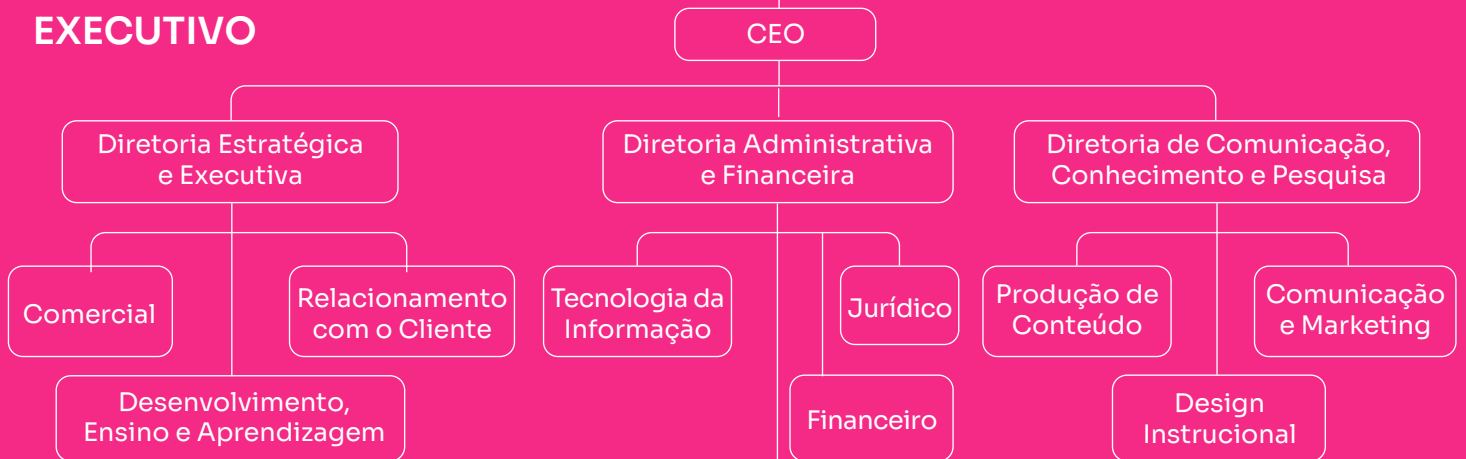 EXECUTIVO
CEO
Diretoria Estratégica
e Executiva
Diretoria Administrativa
e Financeira
Diretoria de Comunicação,
Conhecimento e Pesquisa
Comercial
Relacionamento
com o Cliente
Tecnologia da
Informação
Jurídico
Produção de
Conteúdo
Comunicação
e Marketing
Desenvolvimento,
Ensino e Aprendizagem
Financeiro
Design
Instrucional